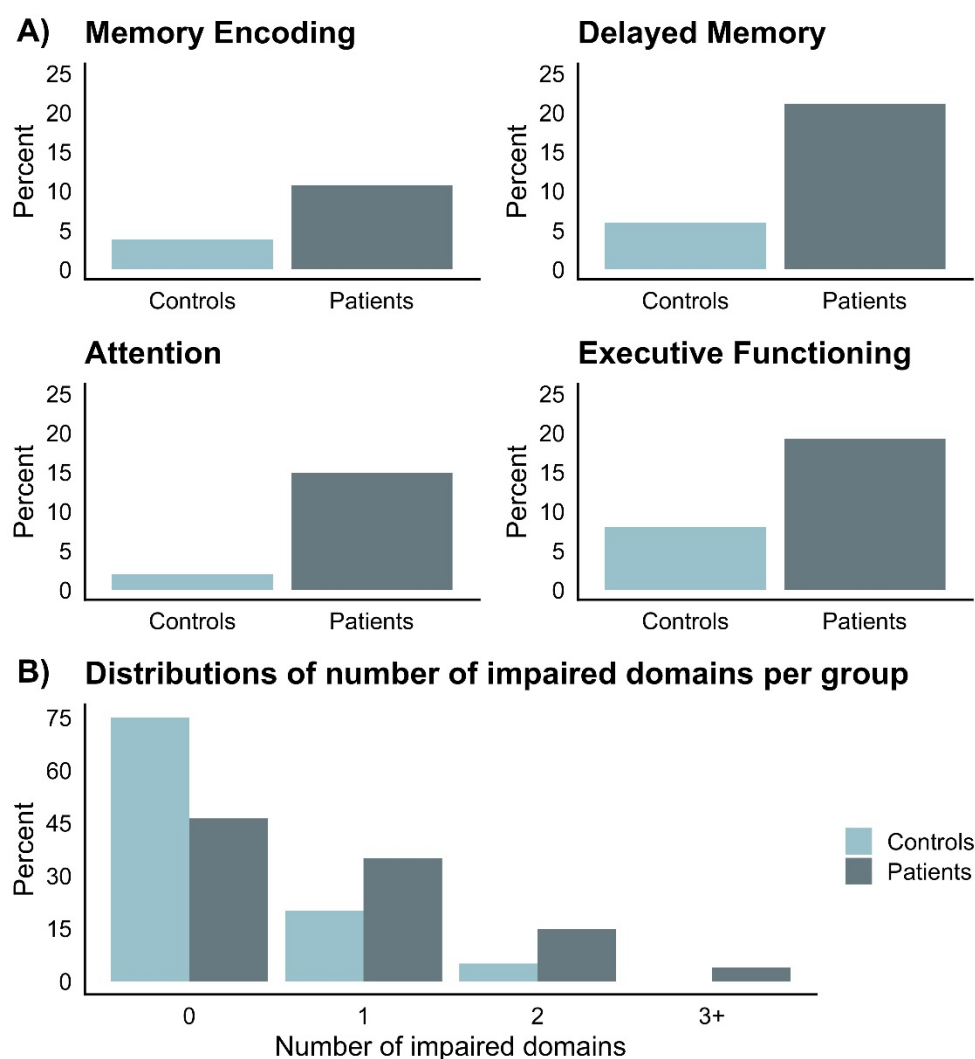 A) Memory Encoding
Delayed Memory
25
20
15
10
5
0
Percent
Controls Patients
25
20
15
10
5
0
Percent
Controls Patients
Attention
Executive Functioning
25
20
15
10
5
0
Percent
Controls Patients
25
20
15
10
5
0
Percent
Controls Patients
B) Distributions of number of impaired domains per group
75
60
45
30
15
0
Percent
0 1 2 3+
Number of impaired domains
Controls
Patients